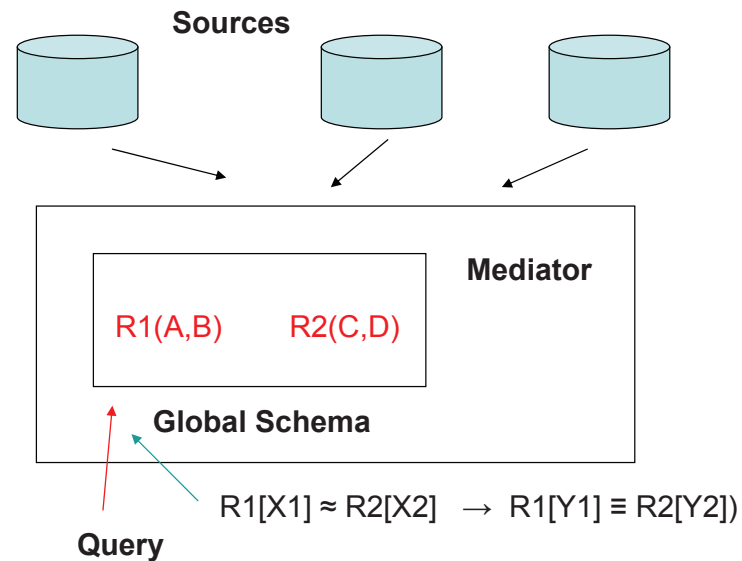 Sources
Mediator
R1(A,B) R2(C,D)
Global Schema
R1[X1] ≈ R2[X2] → R1[Y1] ≡ R2[Y2])
Query